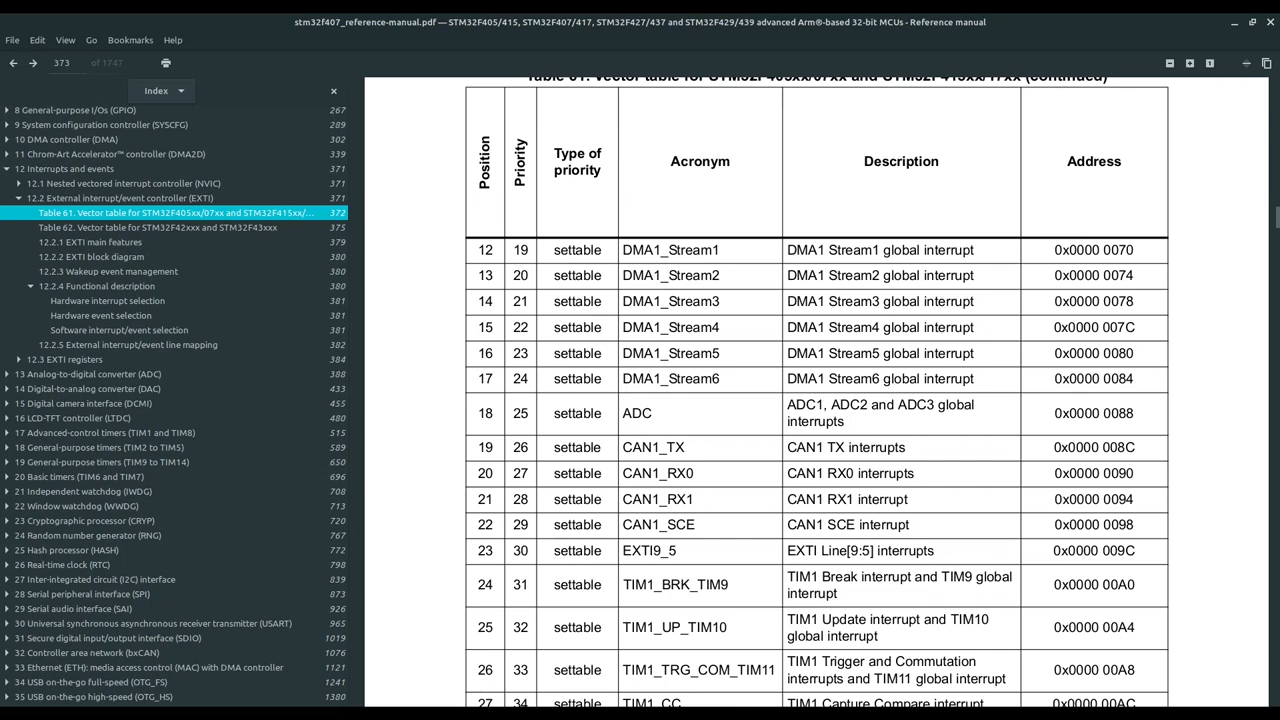 stm32f407_reference-manual.pdf — STM32F405/415, STM32F407/417, STM32F427/437 and STM32F429/439 advanced Arm®-based 32-bit MCUs - Reference manual
File Edit View Go Bookmarks Help
373 of 1747
Index
8 General-purpose I/Os (GPIO) 267
9 System configuration controller (SYSCFG) 289
10 DMA controller (DMA) 302
11 Chrom-Art Accelerator™ controller (DMA2D) 339
12 Interrupts and events 371
12.1 Nested vectored interrupt controller (NVIC) 371
12.2 External interrupt/event controller (EXTI) 371
Table 61. Vector table for STM32F405xx/07xx and STM32F415xx/... 372
Table 62. Vector table for STM32F42xxx and STM32F43xxx 375
12.2.1 EXTI main features 379
12.2.2 EXTI block diagram 380
12.2.3 Wakeup event management 380
12.2.4 Functional description 380
Hardware interrupt selection 381
Hardware event selection 381
Software interrupt/event selection 381
12.2.5 External interrupt/event line mapping 382
12.3 EXTI registers 384
13 Analog-to-digital converter (ADC) 388
14 Digital-to-analog converter (DAC) 433
15 Digital camera interface (DCMI) 455
16 LCD-TFT controller (LTDC) 480
17 Advanced-control timers (TIM1 and TIM8) 515
18 General-purpose timers (TIM2 to TIM5) 589
19 General-purpose timers (TIM9 to TIM14) 650
20 Basic timers (TIM6 and TIM7) 696
21 Independent watchdog (IWDG) 708
22 Window watchdog (WWDG) 713
23 Cryptographic processor (CRYP) 720
24 Random number generator (RNG) 767
25 Hash processor (HASH) 772
26 Real-time clock (RTC) 798
27 Inter-integrated circuit (I2C) interface 839
28 Serial peripheral interface (SPI) 873
29 Serial audio interface (SAI) 926
30 Universal synchronous asynchronous receiver transmitter (USART) 965
31 Secure digital input/output interface (SDIO) 1019
32 Controller area network (bxCAN) 1076
33 Ethernet (ETH): media access control (MAC) with DMA controller 1121
34 USB on-the-go full-speed (OTG_FS) 1241
35 USB on-the-go high-speed (OTG_HS) 1380
Table 61. Vector table for STM32F405xx/07xx and STM32F415xx/17xx (continued)
Position Priority Type of priority Acronym Description Address
12 19 settable DMA1_Stream1 DMA1 Stream1 global interrupt 0x0000 0070
13 20 settable DMA1_Stream2 DMA1 Stream2 global interrupt 0x0000 0074
14 21 settable DMA1_Stream3 DMA1 Stream3 global interrupt 0x0000 0078
15 22 settable DMA1_Stream4 DMA1 Stream4 global interrupt 0x0000 007C
16 23 settable DMA1_Stream5 DMA1 Stream5 global interrupt 0x0000 0080
17 24 settable DMA1_Stream6 DMA1 Stream6 global interrupt 0x0000 0084
18 25 settable ADC ADC1, ADC2 and ADC3 global interrupts 0x0000 0088
19 26 settable CAN1_TX CAN1 TX interrupts 0x0000 008C
20 27 settable CAN1_RX0 CAN1 RX0 interrupts 0x0000 0090
21 28 settable CAN1_RX1 CAN1 RX1 interrupt 0x0000 0094
22 29 settable CAN1_SCE CAN1 SCE interrupt 0x0000 0098
23 30 settable EXTI9_5 EXTI Line[9:5] interrupts 0x0000 009C
24 31 settable TIM1_BRK_TIM9 TIM1 Break interrupt and TIM9 global interrupt 0x0000 00A0
25 32 settable TIM1_UP_TIM10 TIM1 Update interrupt and TIM10 global interrupt 0x0000 00A4
26 33 settable TIM1_TRG_COM_TIM11 TIM1 Trigger and Commutation interrupts and TIM11 global interrupt 0x0000 00A8
27 34 settable TIM1_CC TIM1 Capture Compare interrupt 0x0000 00AC